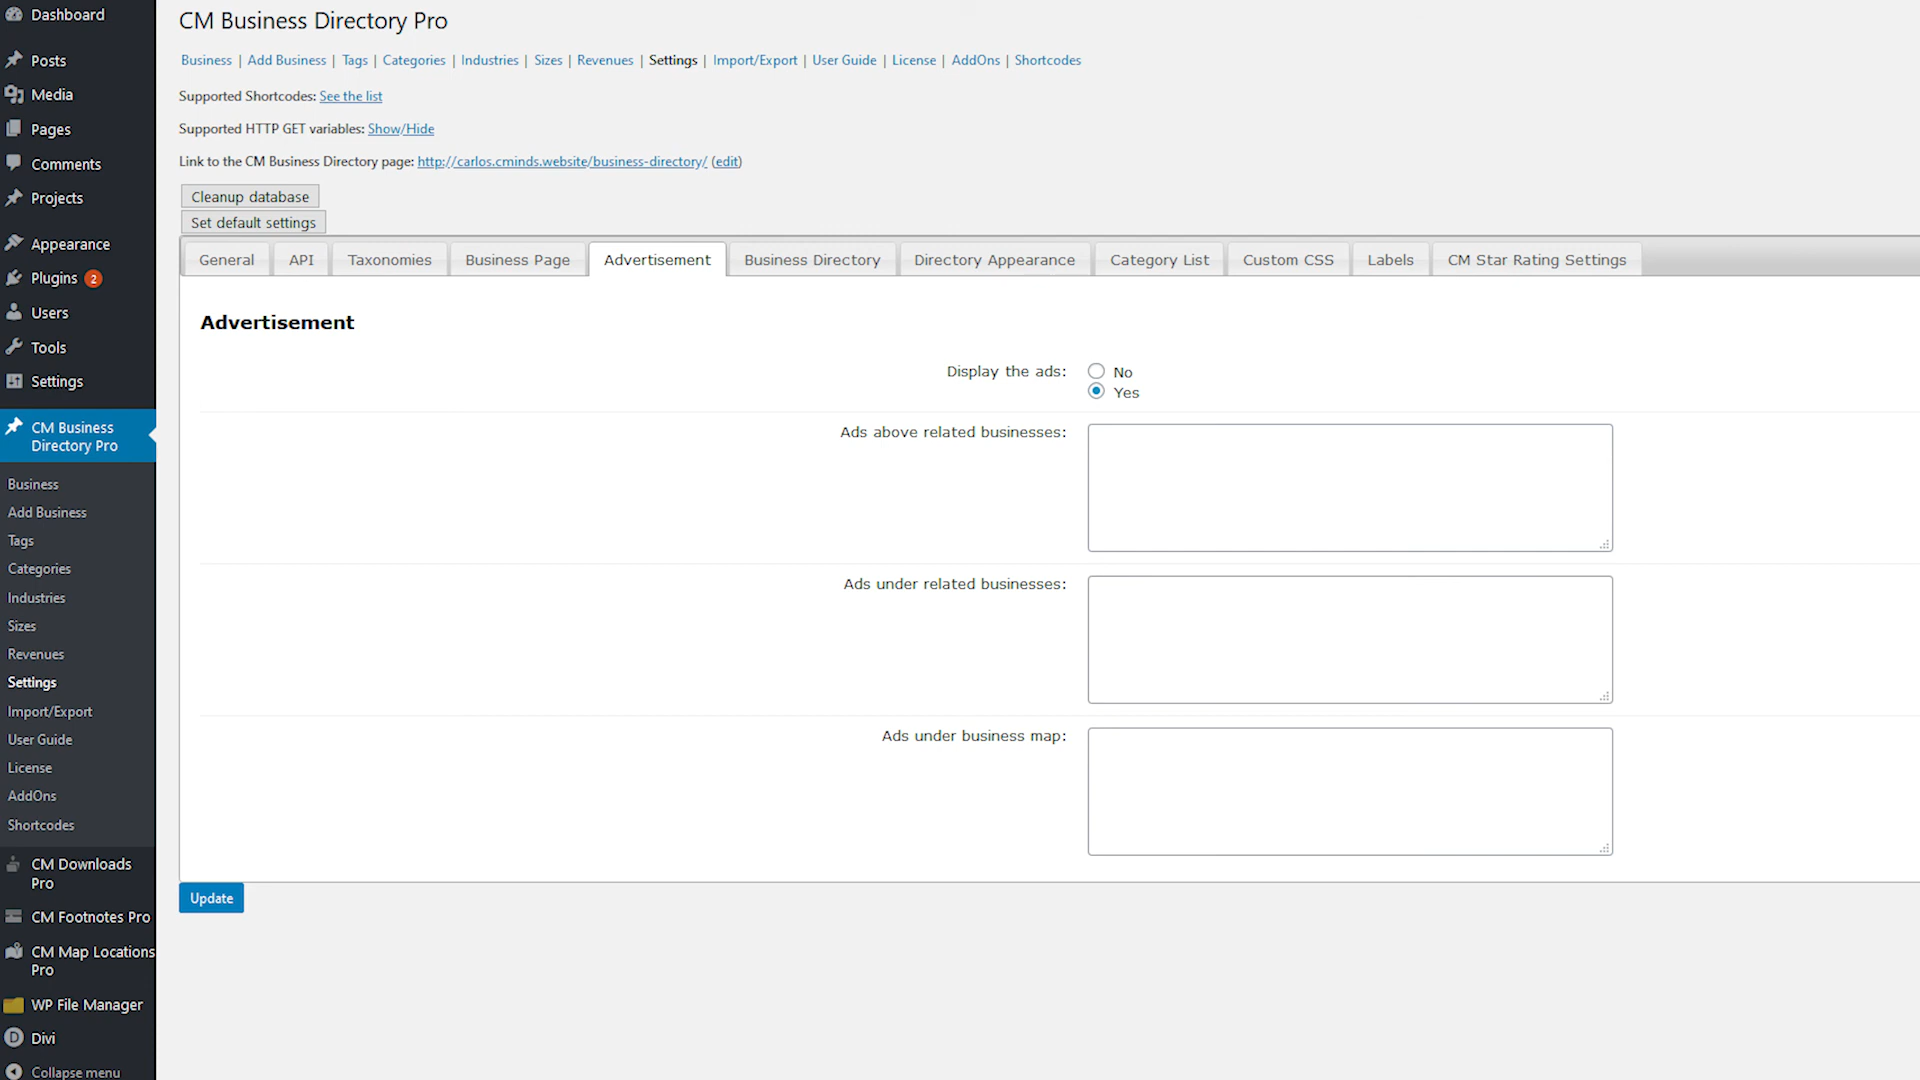 Dashboard
Posts
Media
Pages
Comments
Projects
Appearance
Plugins 2
Users
Tools
Settings
CM Business
Directory Pro
Business
Add Business
Tags
Categories
Industries
Sizes
Revenues
Settings
Import/Export
User Guide
License
AddOns
Shortcodes
CM Downloads
Pro
CM Footnotes Pro
CM Map Locations
Pro
WP File Manager
Divi
Collapse menu
CM Business Directory Pro
Business | Add Business | Tags | Categories | Industries | Sizes | Revenues | Settings | Import/Export | User Guide | License | AddOns | Shortcodes
Supported Shortcodes: See the list
Supported HTTP GET variables: Show/Hide
Link to the CM Business Directory page: http://carlos.cminds.website/business-directory/ (edit)
Cleanup database
Set default settings
General API Taxonomies Business Page Advertisement Business Directory Directory Appearance Category List Custom CSS Labels CM Star Rating Settings
Advertisement
Display the ads: No
Yes
Ads above related businesses:
Ads under related businesses:
Ads under business map:
Update